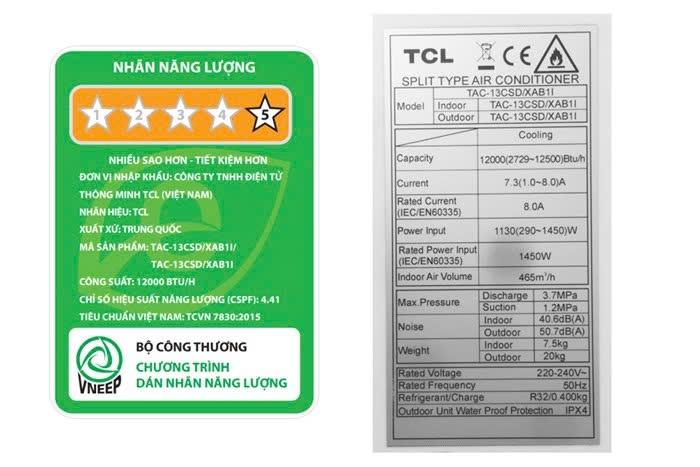 NHÃN NĂNG LƯỢNG
1 2 3 4 5
NHIỀU SAO HƠN - TIẾT KIỆM HƠN
ĐƠN VỊ NHẬP KHẨU: CÔNG TY TNHH ĐIỆN TỬ
THÔNG MINH TCL (VIỆT NAM)
NHÃN HIỆU: TCL
XUẤT XỨ: TRUNG QUỐC
MÃ SẢN PHẨM: TAC-13CSD/XAB1I/
TAC-13CSD/XAB1I
CÔNG SUẤT: 12000 BTU/H
CHỈ SỐ HIỆU SUẤT NĂNG LƯỢNG (CSPF): 4.41
TIÊU CHUẨN VIỆT NAM: TCVN 7830:2015
VNEEP
BỘ CÔNG THƯƠNG
CHƯƠNG TRÌNH
DÁN NHÃN NĂNG LƯỢNG
TCL CE
SPLIT TYPE AIR CONDITIONER
Model TAC-13CSD/XAB1I
Indoor TAC-13CSD/XAB1I
Outdoor TAC-13CSD/XAB1I
Cooling
Capacity 12000(2729~12500)Btu/h
Current 7.3(1.0~8.0)A
Rated Current (IEC/EN60335) 8.0A
Power Input 1130(290~1450)W
Rated Power Input (IEC/EN60335) 1450W
Indoor Air Volume 465m³/h
Max.Pressure Discharge 3.7MPa
Suction 1.2MPa
Noise Indoor 40.6dB(A)
Outdoor 50.7dB(A)
Weight Indoor 7.5kg
Outdoor 20kg
Rated Voltage 220-240V~
Rated Frequency 50Hz
Refrigerant/Charge R32/0.400kg
Outdoor Unit Water Proof Protection IPX4